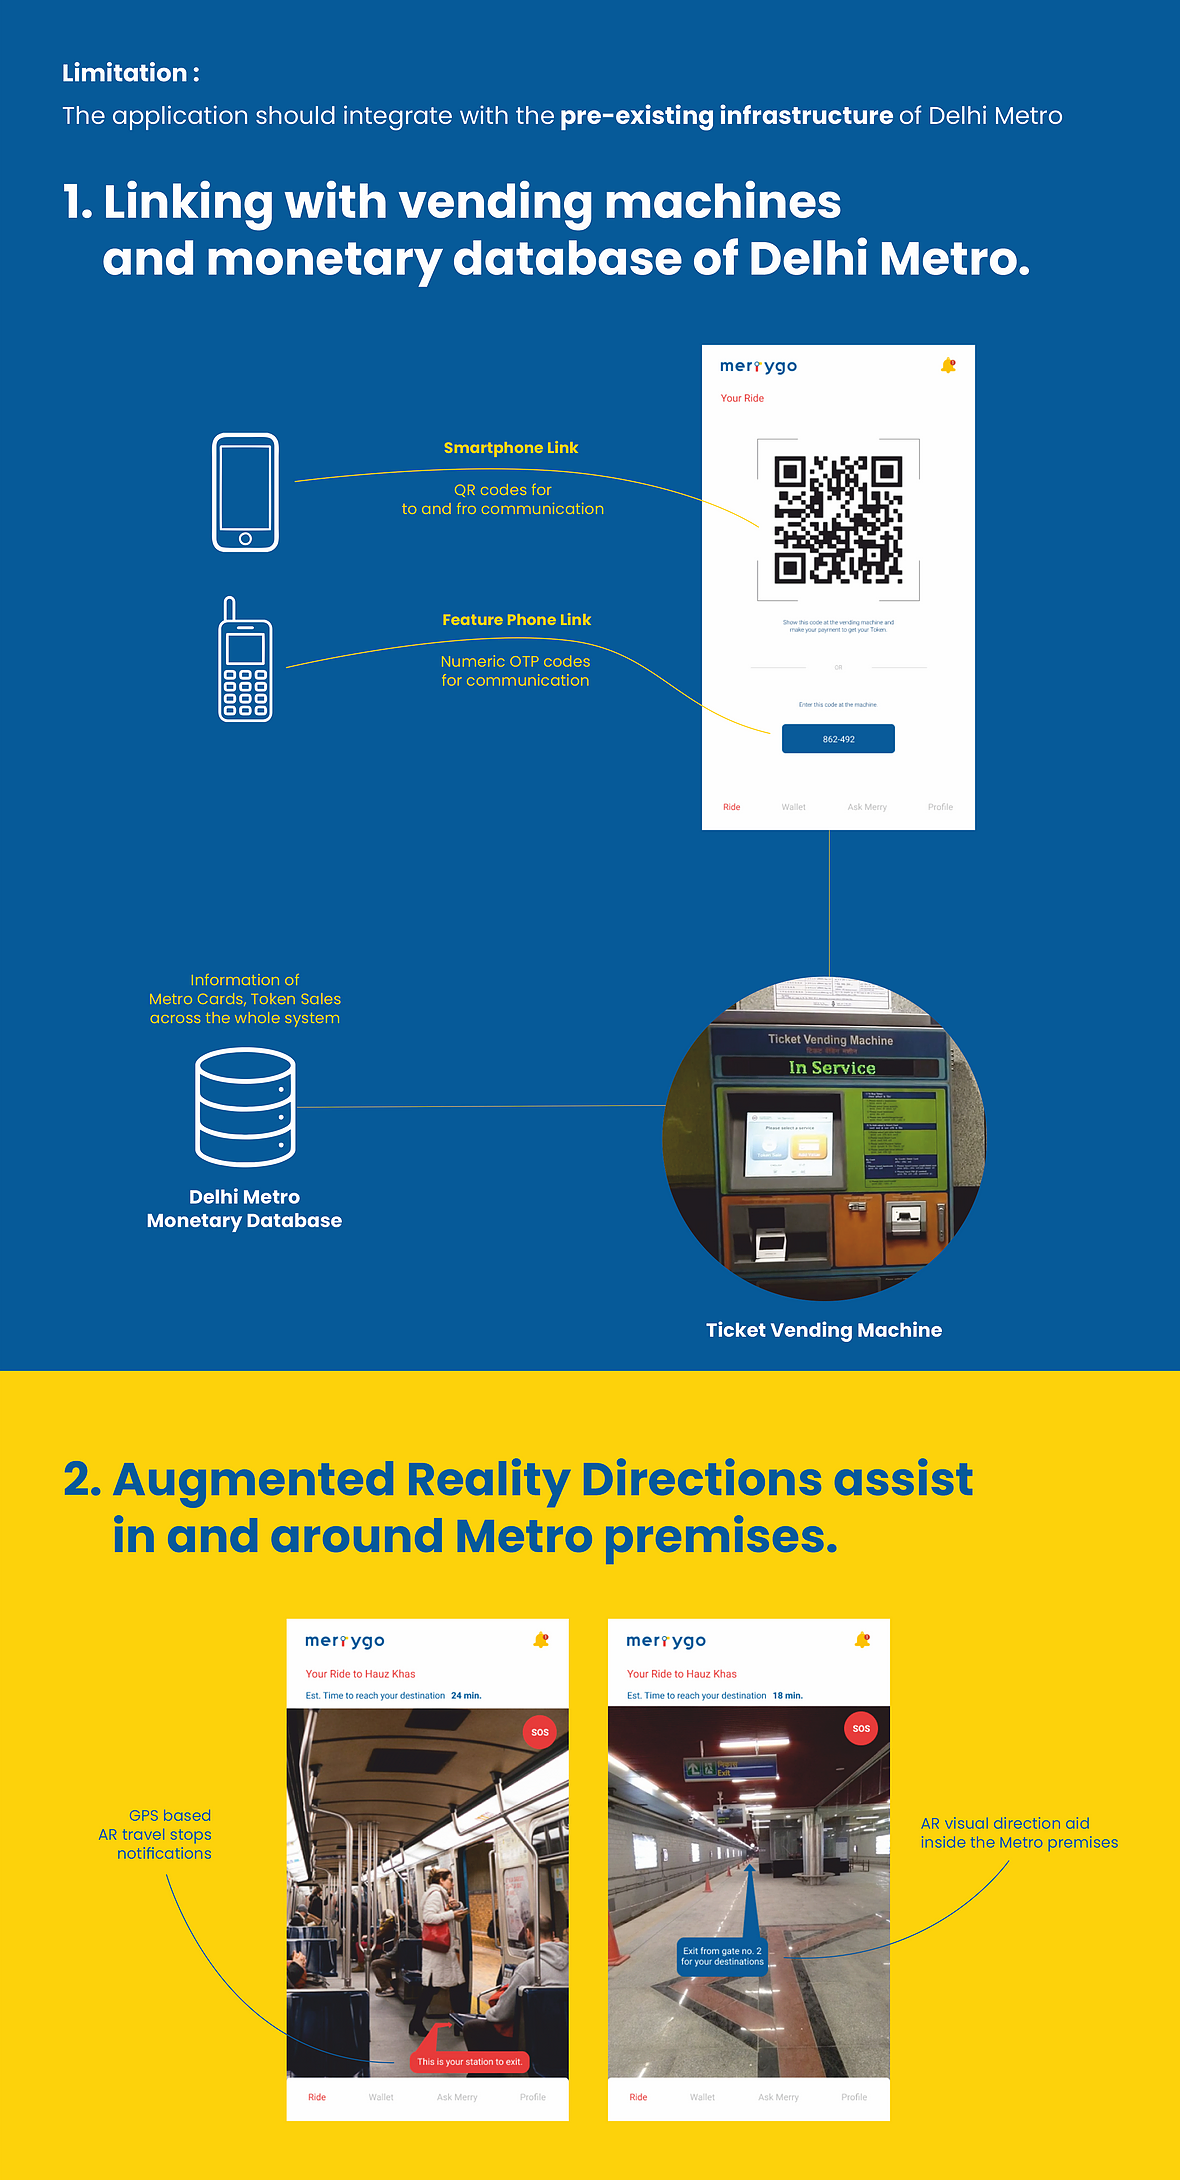 Limitation :
The application should integrate with the pre-existing infrastructure of Delhi Metro
1. Linking with vending machines
and monetary database of Delhi Metro.
merrygo
Your Ride
Smartphone Link
QR codes for
to and fro communication
Show this code at the vending machine and
make your payment to get your Token.
Feature Phone Link
Numeric OTP codes
for communication
OR
Enter this code at the machine
862-492
Ride Wallet Ask Merry Profile
Information of
Metro Cards, Token Sales
across the whole system
Delhi Metro
Monetary Database
Ticket Vending Machine
In Service
Please select a service
Ticket Vending Machine
2. Augmented Reality Directions assist
in and around Metro premises.
merrygo
Your Ride to Hauz Khas
Est. Time to reach your destination 24 min.
SOS
GPS based
AR travel stops
notifications
This is your station to exit.
Ride Wallet Ask Merry Profile
merrygo
Your Ride to Hauz Khas
Est. Time to reach your destination 18 min.
SOS
निकास
Exit
AR visual direction aid
inside the Metro premises
Exit from gate no. 2
for your destinations
Ride Wallet Ask Merry Profile